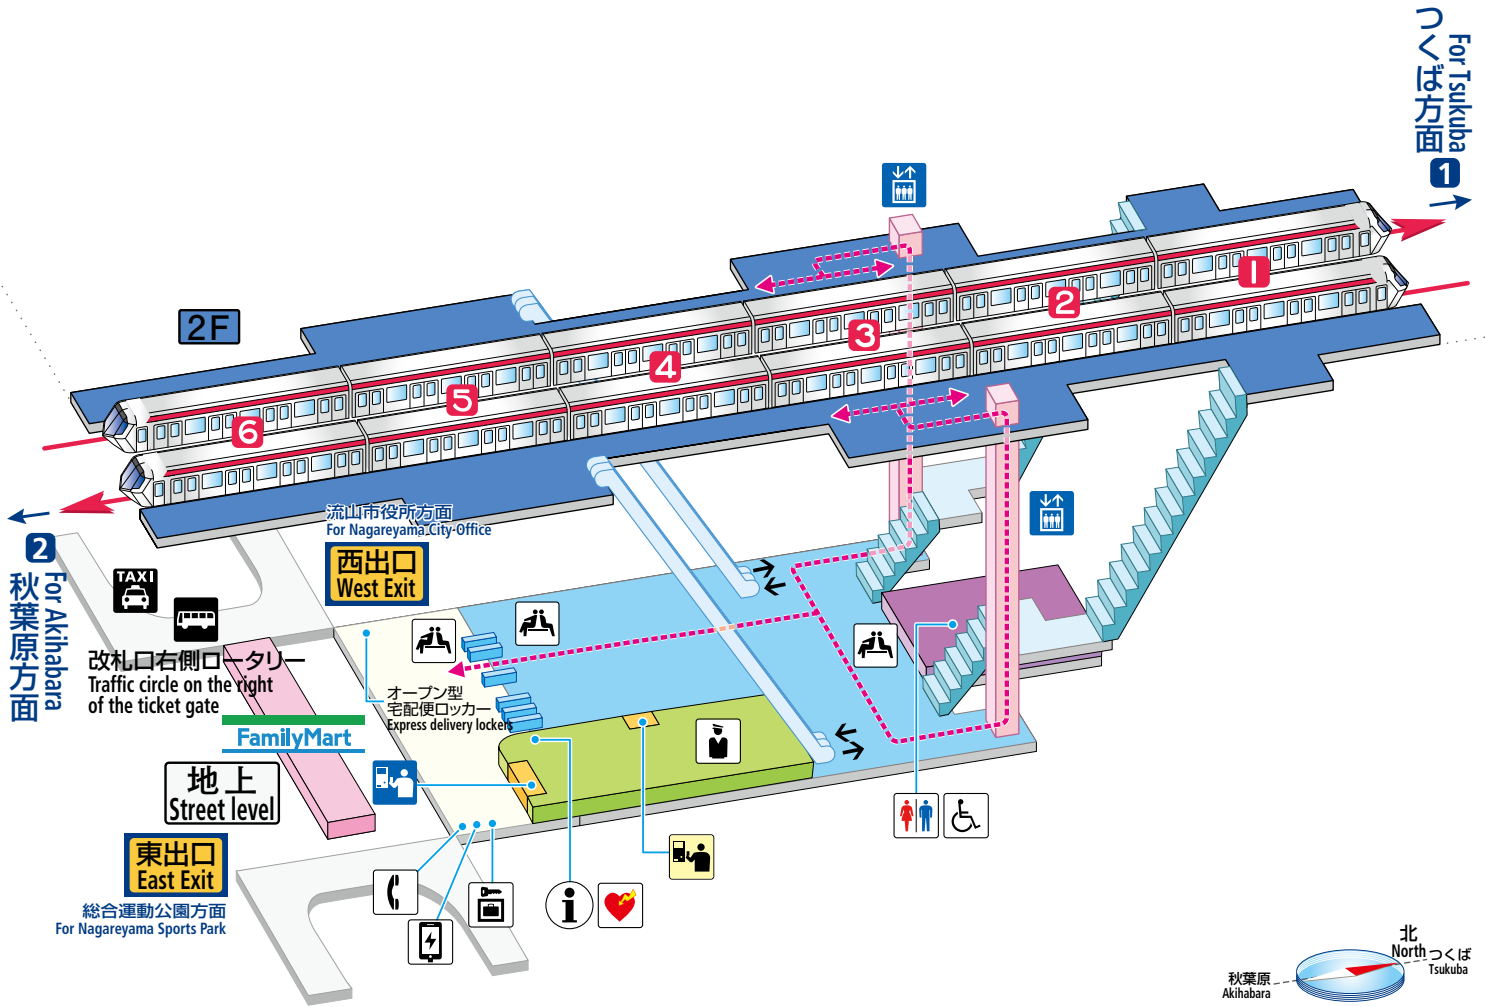 つくば方面
For Tsukuba
1
2F
1
2
3
4
5
6
流山市役所方面
For Nagareyama City Office
西出口
West Exit
2
秋葉原方面
For Akihabara
TAXI
改札口右側ロータリー
Traffic circle on the right
of the ticket gate
オープン型
宅配便ロッカー
Express delivery lockers
FamilyMart
地上
Street level
東出口
East Exit
総合運動公園方面
For Nagareyama Sports Park
i
北
North
つくば
Tsukuba
秋葉原
Akihabara